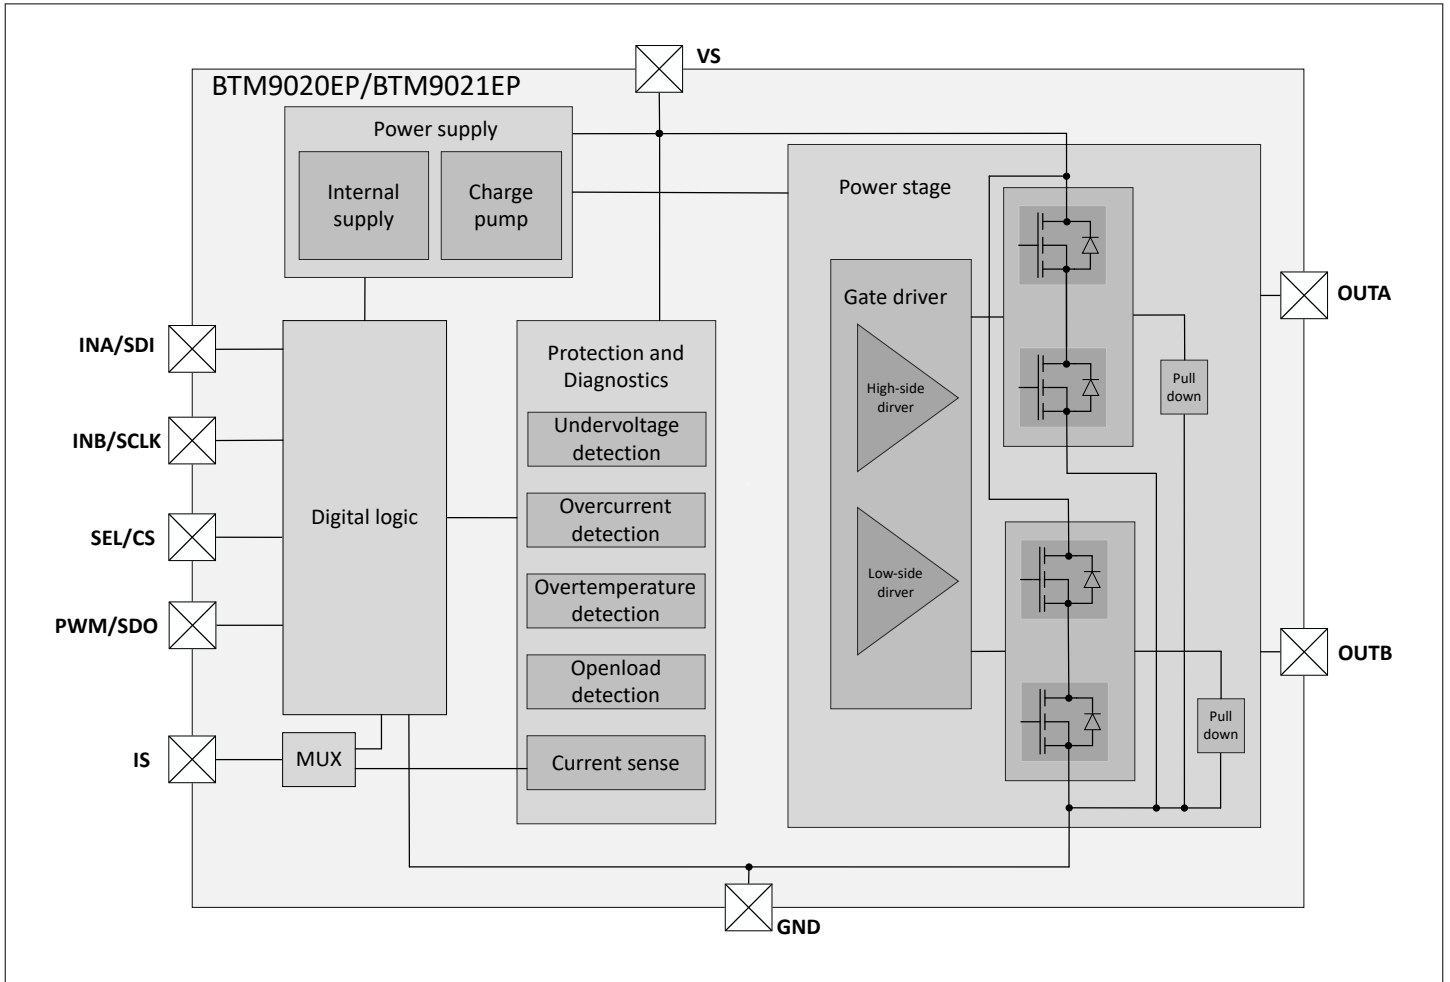 VS
BTM9020EP/BTM9021EP
Power supply
Internal
supply
Charge
pump
Power stage
Gate driver
High-side
dirver
Low-side
dirver
Pull
down
Pull
down
OUTA
OUTB
INA/SDI
INB/SCLK
SEL/CS
PWM/SDO
IS
Digital logic
MUX
Protection and
Diagnostics
Undervoltage
detection
Overcurrent
detection
Overtemperature
detection
Openload
detection
Current sense
GND